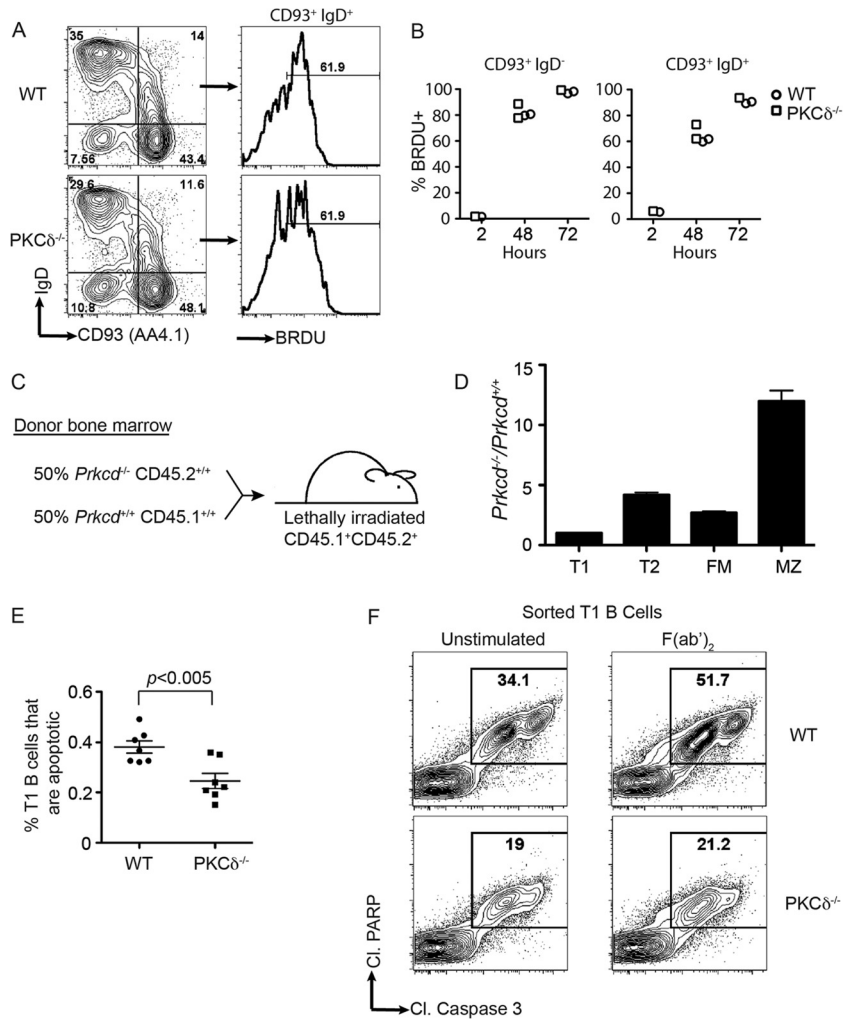 A
CD93⁺ IgD⁺
35
14
61.9
WT
7.56
43.4
29.6
11.6
61.9
PKCδ⁻/⁻
10.8
48.1
IgD
CD93 (AA4.1)
BRDU
B
CD93⁺ IgD⁻
CD93⁺ IgD⁺
% BRDU+
100
80
60
40
20
0
2
48
72
Hours
100
80
60
40
20
0
2
48
72
Hours
WT
PKCδ⁻/⁻
C
Donor bone marrow
50% Prkcd⁻/⁻ CD45.2⁺/⁺
50% Prkcd⁺/⁺ CD45.1⁺/⁺
Lethally irradiated
CD45.1⁺CD45.2⁺
D
Prkcd⁻/⁻/Prkcd⁺/⁺
15
10
5
0
T1
T2
FM
MZ
E
% T1 B cells that
are apoptotic
p<0.005
0.6
0.4
0.2
0
WT
PKCδ⁻/⁻
F
Sorted T1 B Cells
Unstimulated
F(ab')₂
34.1
51.7
WT
19
21.2
PKCδ⁻/⁻
Cl. PARP
Cl. Caspase 3